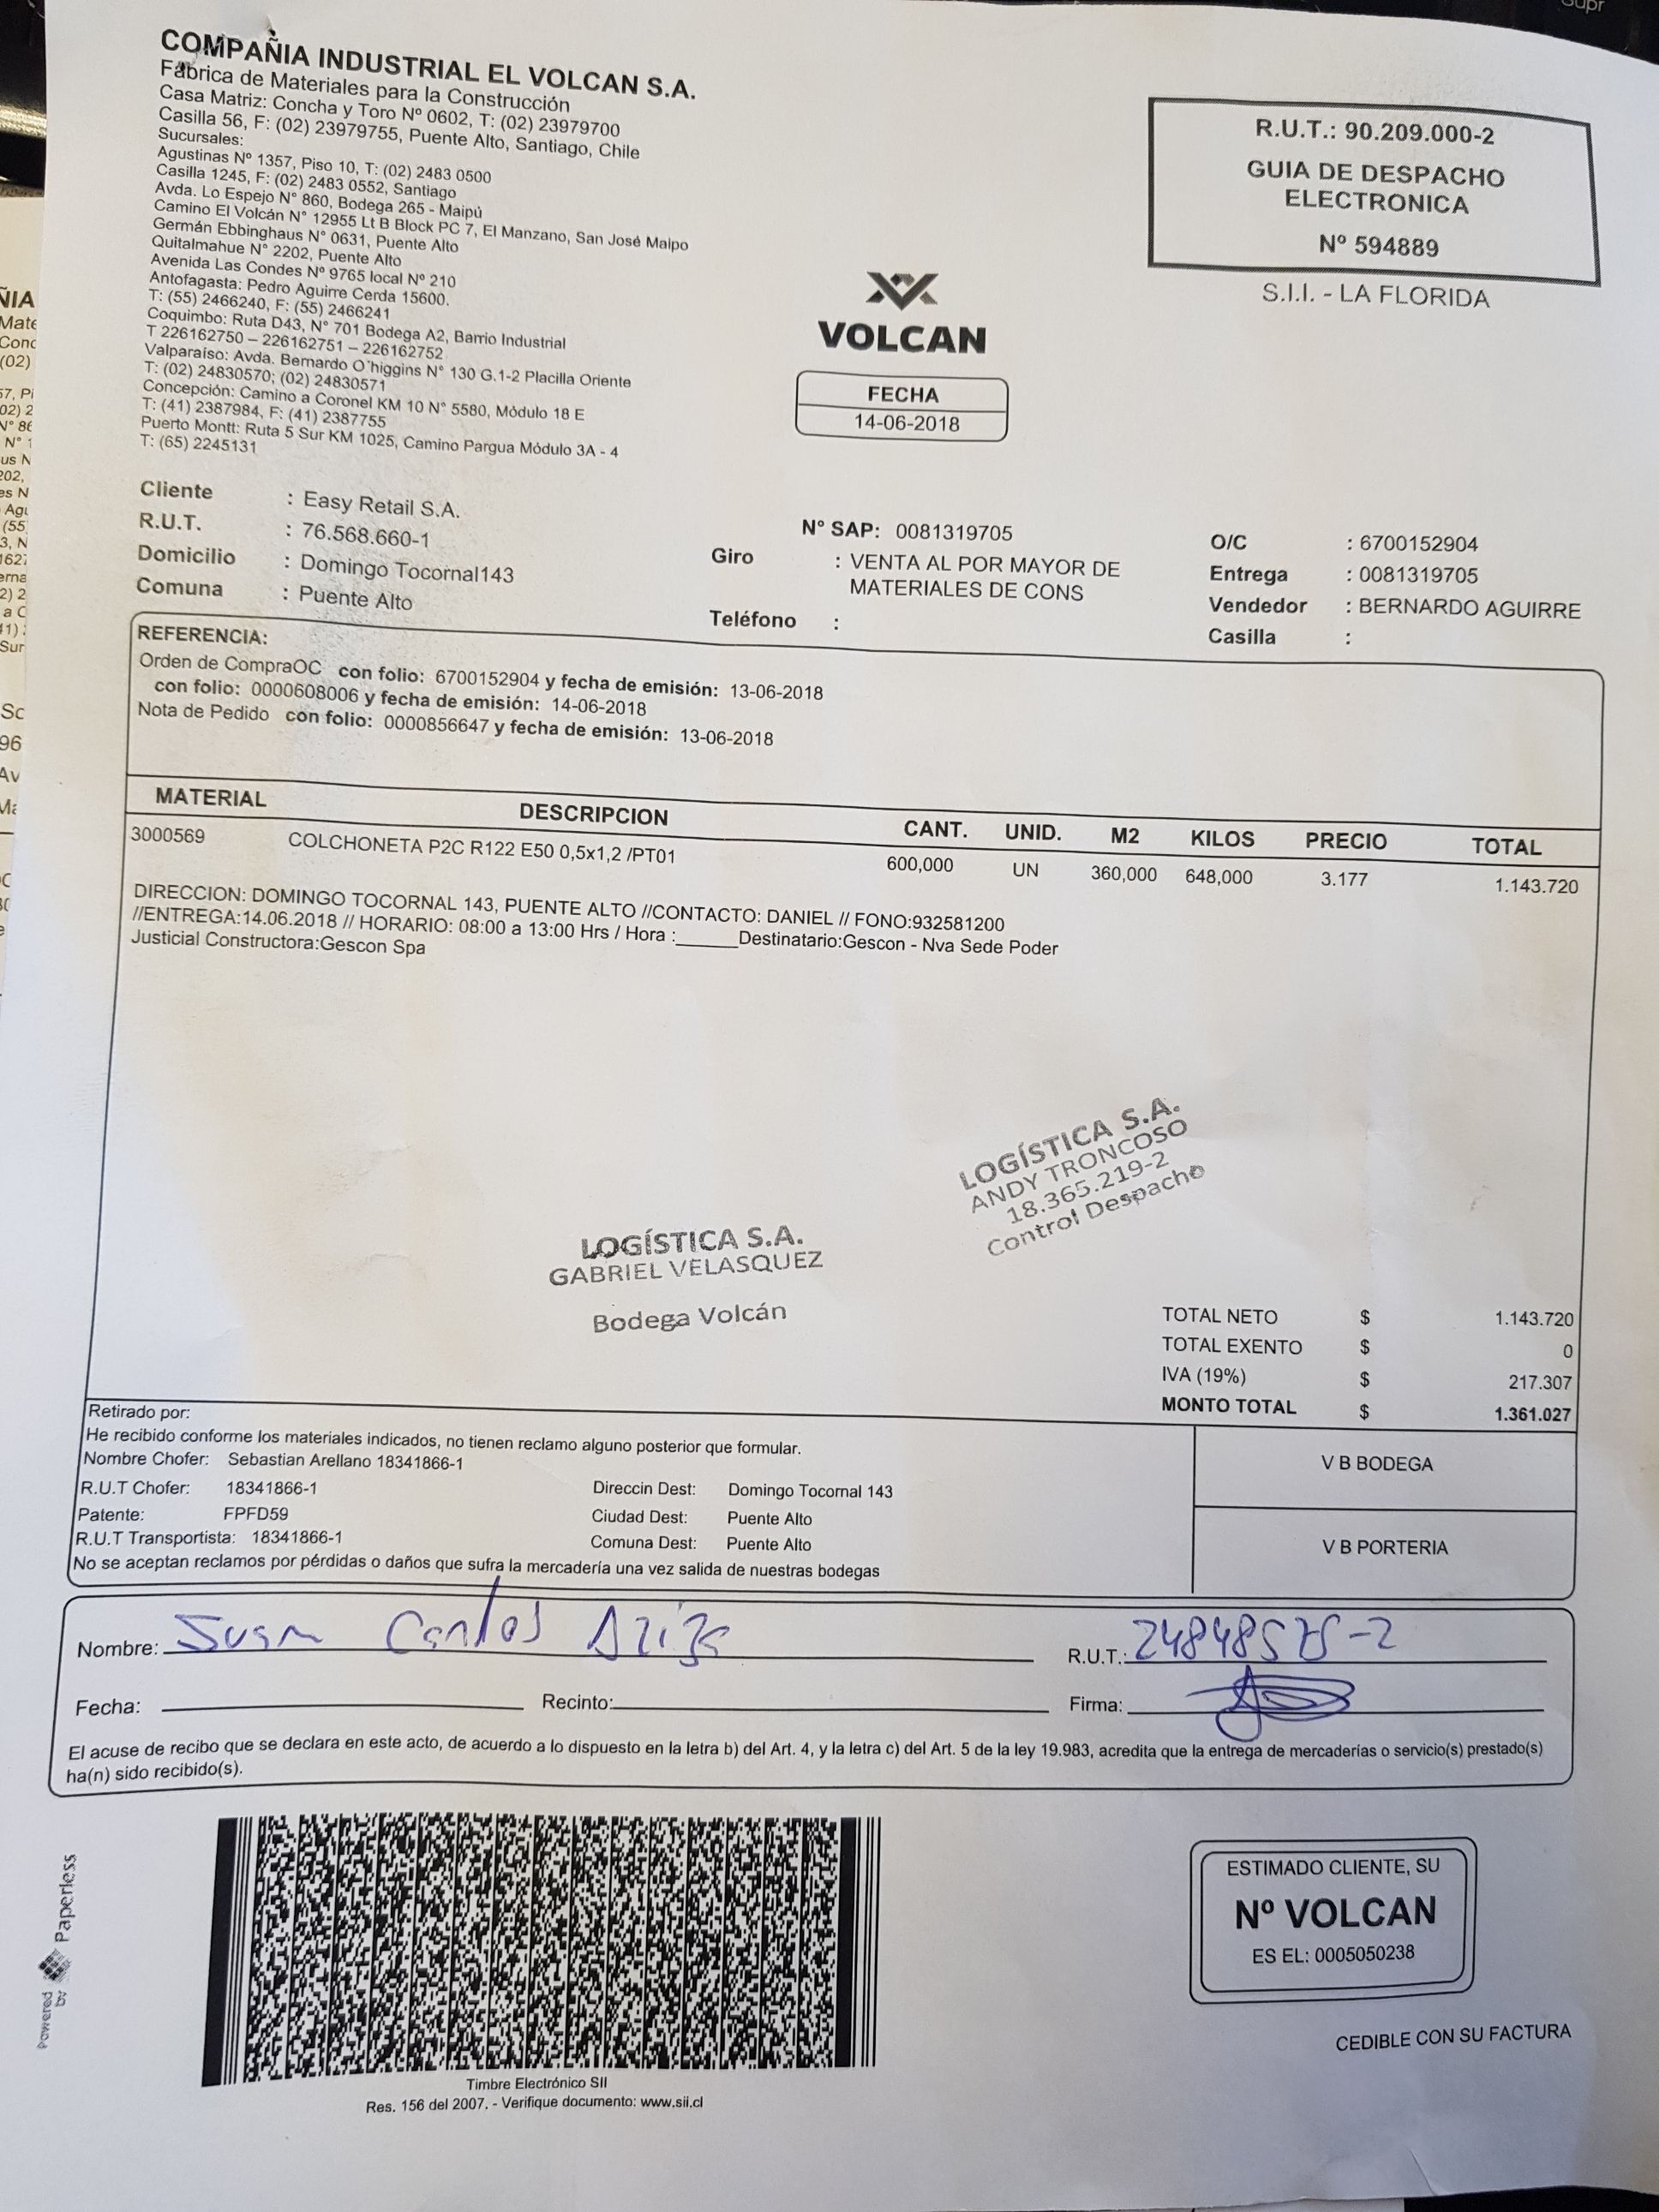 COMPAÑIA INDUSTRIAL EL VOLCAN S.A.
Fábrica de Materiales para la Construcción
Casa Matriz: Concha y Toro Nº 0602, T: (02) 23979700
Casilla 56, F: (02) 23979755, Puente Alto, Santiago, Chile
Sucursales:
Agustinas Nº 1357, Piso 10, T: (02) 2483 0500
Casilla 1245, F: (02) 2483 0552, Santiago
Avda. Lo Espejo N° 860, Bodega 265 - Maipú
Camino El Volcán N° 12955 Lt B Block PC 7, El Manzano, San José Maipo
Germán Ebbinghaus N° 0631, Puente Alto
Quitalmahue N° 2202, Puente Alto
Avenida Las Condes Nº 9765 local Nº 210
Antofagasta: Pedro Aguirre Cerda 15600.
T: (55) 2466240, F: (55) 2466241
Coquimbo: Ruta D43, N° 701 Bodega A2, Barrio Industrial
T 226162750 – 226162751 – 226162752
Valparaíso: Avda. Bernardo O´higgins N° 130 G.1-2 Placilla Oriente
T: (02) 24830570; (02) 24830571
Concepción: Camino a Coronel KM 10 N° 5580, Módulo 18 E
T: (41) 2387984, F: (41) 2387755
Puerto Montt: Ruta 5 Sur KM 1025, Camino Pargua Módulo 3A - 4
T: (65) 2245131
R.U.T.: 90.209.000-2
GUIA DE DESPACHO
ELECTRONICA
Nº 594889
S.I.I. - LA FLORIDA
VOLCAN
FECHA
14-06-2018
Cliente : Easy Retail S.A.
R.U.T. : 76.568.660-1
Domicilio : Domingo Tocornal143
Comuna : Puente Alto
N° SAP: 0081319705
Giro : VENTA AL POR MAYOR DE
MATERIALES DE CONS
Teléfono :
O/C : 6700152904
Entrega : 0081319705
Vendedor : BERNARDO AGUIRRE
Casilla :
REFERENCIA:
Orden de CompraOC con folio: 6700152904 y fecha de emisión: 13-06-2018
con folio: 0000608006 y fecha de emisión: 14-06-2018
Nota de Pedido con folio: 0000856647 y fecha de emisión: 13-06-2018
MATERIAL DESCRIPCION CANT. UNID. M2 KILOS PRECIO TOTAL
3000569 COLCHONETA P2C R122 E50 0,5x1,2 /PT01 600,000 UN 360,000 648,000 3.177 1.143.720
DIRECCION: DOMINGO TOCORNAL 143, PUENTE ALTO //CONTACTO: DANIEL // FONO:932581200
//ENTREGA:14.06.2018 // HORARIO: 08:00 a 13:00 Hrs / Hora :______Destinatario:Gescon - Nva Sede Poder
Justicial Constructora:Gescon Spa
LOGÍSTICA S.A.
ANDY TRONCOSO
18.365.219-2
Control Despacho
LOGÍSTICA S.A.
GABRIEL VELASQUEZ
Bodega Volcán
TOTAL NETO $ 1.143.720
TOTAL EXENTO $ 0
IVA (19%) $ 217.307
MONTO TOTAL $ 1.361.027
Retirado por:
He recibido conforme los materiales indicados, no tienen reclamo alguno posterior que formular.
Nombre Chofer: Sebastian Arellano 18341866-1
R.U.T Chofer: 18341866-1 Direccin Dest: Domingo Tocornal 143
Patente: FPFD59 Ciudad Dest: Puente Alto
R.U.T Transportista: 18341866-1 Comuna Dest: Puente Alto
No se aceptan reclamos por pérdidas o daños que sufra la mercadería una vez salida de nuestras bodegas
V B BODEGA
V B PORTERIA
Nombre: Juan Carlos
R.U.T.:
Fecha: Recinto: Firma:
El acuse de recibo que se declara en este acto, de acuerdo a lo dispuesto en la letra b) del Art. 4, y la letra c) del Art. 5 de la ley 19.983, acredita que la entrega de mercaderías o servicio(s) prestado(s)
ha(n) sido recibido(s).
Powered by Paperless
Timbre Electrónico SII
Res. 156 del 2007. - Verifique documento: www.sii.cl
ESTIMADO CLIENTE, SU
Nº VOLCAN
ES EL: 0005050238
CEDIBLE CON SU FACTURA